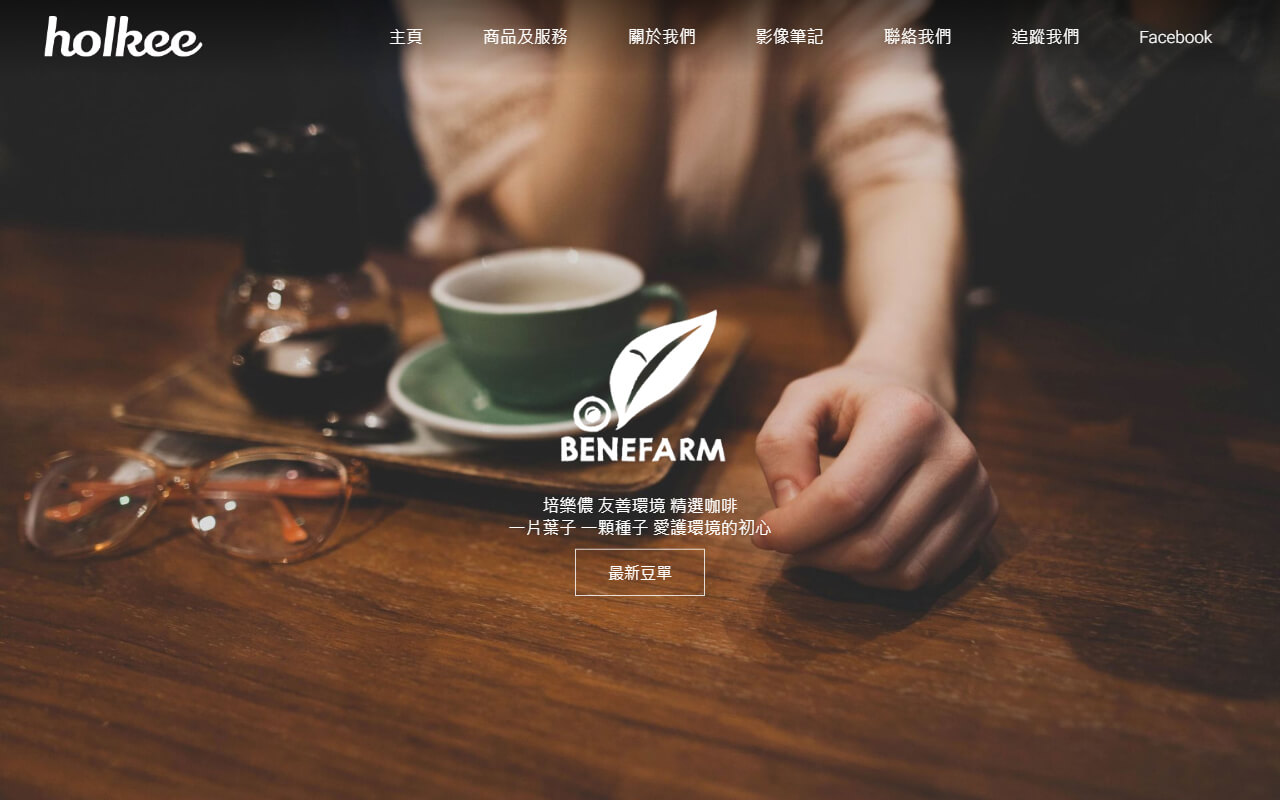 holkee
主頁
商品及服務
關於我們
影像筆記
聯絡我們
追蹤我們
Facebook
BENEFARM
培樂儂 友善環境 精選咖啡
一片葉子 一顆種子 愛護環境的初心
最新豆單